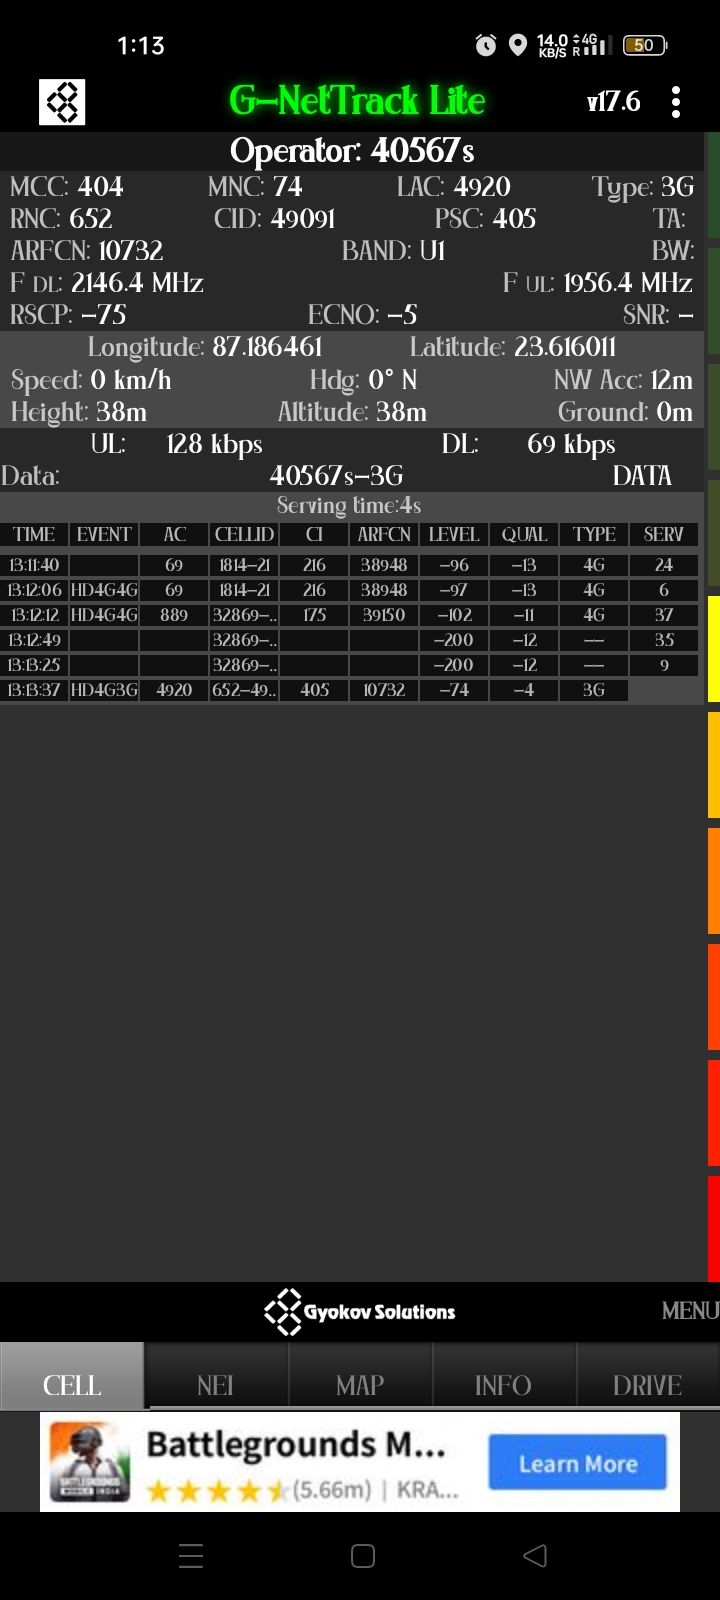 1:13 14.0 KB/S 4G R 50
G-NetTrack Lite v17.6
Operator: 40567s
MCC: 404 MNC: 74 LAC: 4920 Type: 3G
RNC: 652 CID: 49091 PSC: 405 TA:
ARFCN: 10732 BAND: U1 BW:
F DL: 2146.4 MHz F UL: 1956.4 MHz
RSCP: -75 ECNO: -5 SNR: -
Longitude: 87.186461 Latitude: 23.616011
Speed: 0 km/h Hdg: 0° N NW Acc: 12m
Height: 38m Altitude: 38m Ground: 0m
UL: 128 kbps DL: 69 kbps
Data: 40567s-3G DATA
Serving time:4s
TIME EVENT AC CELLID CI ARFCN LEVEL QUAL TYPE SERV
13:11:40 69 1814-21 216 38948 -96 -13 4G 24
13:12:06 HD4G4G 69 1814-21 216 38948 -97 -13 4G 6
13:12:12 HD4G4G 889 32869-.. 175 39150 -102 -11 4G 37
13:12:49 32869-.. -200 -12 -- 35
13:13:25 32869-.. -200 -12 -- 9
13:13:37 HD4G3G 4920 652-49.. 405 10732 -74 -4 3G
Gyokov Solutions MENU
CELL NEI MAP INFO DRIVE
Battlegrounds M...
(5.66m) | KRA...
Learn More
BATTLEGROUNDS
MOBILE INDIA